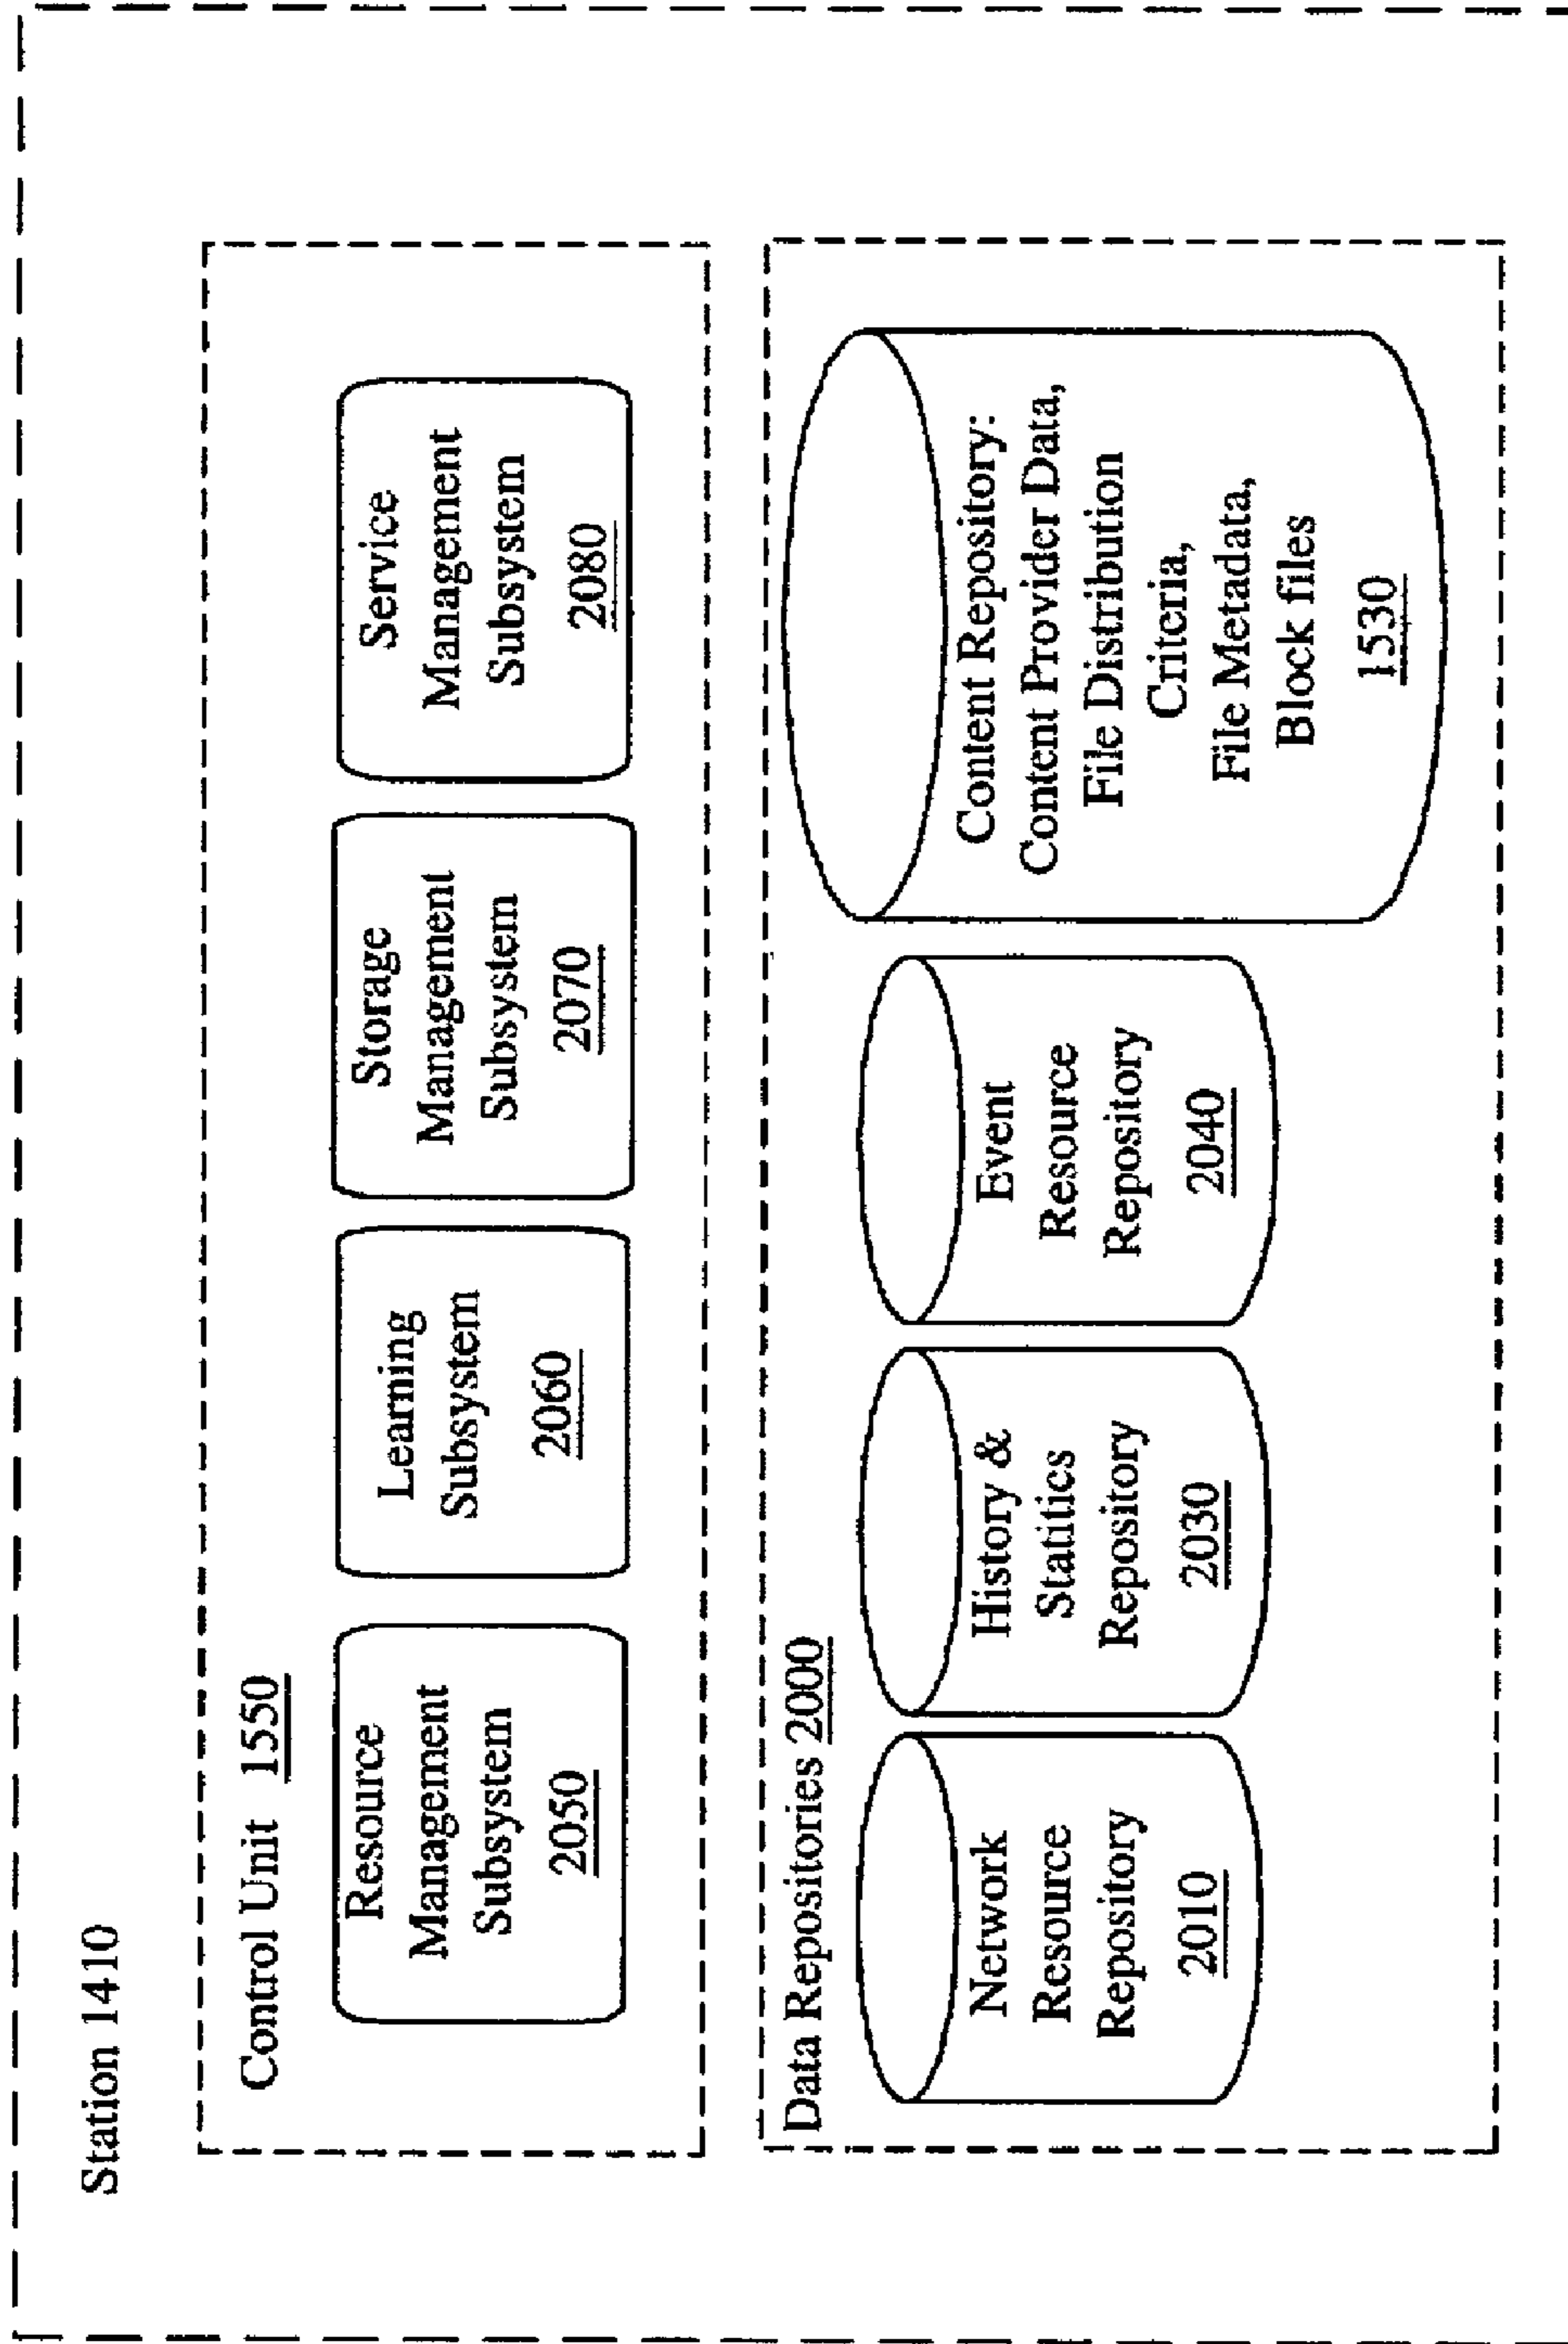 Station 1410
Control Unit 1550
Resource
Management
Subsystem
2050
Learning
Subsystem
2060
Storage
Management
Subsystem
2070
Service
Management
Subsystem
2080
Data Repositories 2000
Network
Resource
Repository
2010
History &
Statitics
Repository
2030
Event
Resource
Repository
2040
Content Repository:
Content Provider Data,
File Distribution
Criteria,
File Metadata,
Block files
1530